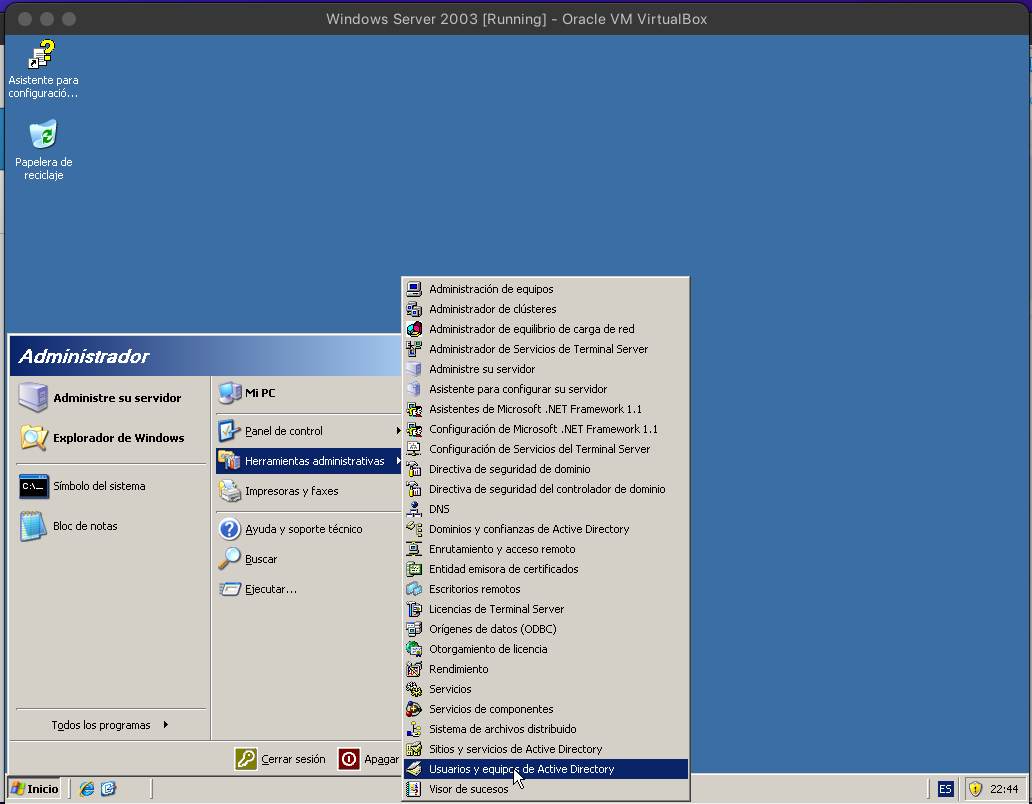 Windows Server 2003 [Running] - Oracle VM VirtualBox
Asistente para
configuració...
Papelera de
reciclaje
Administrador
Administre su servidor
Explorador de Windows
Símbolo del sistema
Bloc de notas
Todos los programas
Mi PC
Panel de control
Herramientas administrativas
Impresoras y faxes
Ayuda y soporte técnico
Buscar
Ejecutar...
Cerrar sesión
Apagar
Administración de equipos
Administrador de clústeres
Administrador de equilibrio de carga de red
Administrador de Servicios de Terminal Server
Administre su servidor
Asistente para configurar su servidor
Asistentes de Microsoft .NET Framework 1.1
Configuración de Microsoft .NET Framework 1.1
Configuración de Servicios del Terminal Server
Directiva de seguridad de dominio
Directiva de seguridad del controlador de dominio
DNS
Dominios y confianzas de Active Directory
Enrutamiento y acceso remoto
Entidad emisora de certificados
Escritorios remotos
Licencias de Terminal Server
Orígenes de datos (ODBC)
Otorgamiento de licencia
Rendimiento
Servicios
Servicios de componentes
Sistema de archivos distribuido
Sitios y servicios de Active Directory
Usuarios y equipos de Active Directory
Visor de sucesos
Inicio
ES
22:44